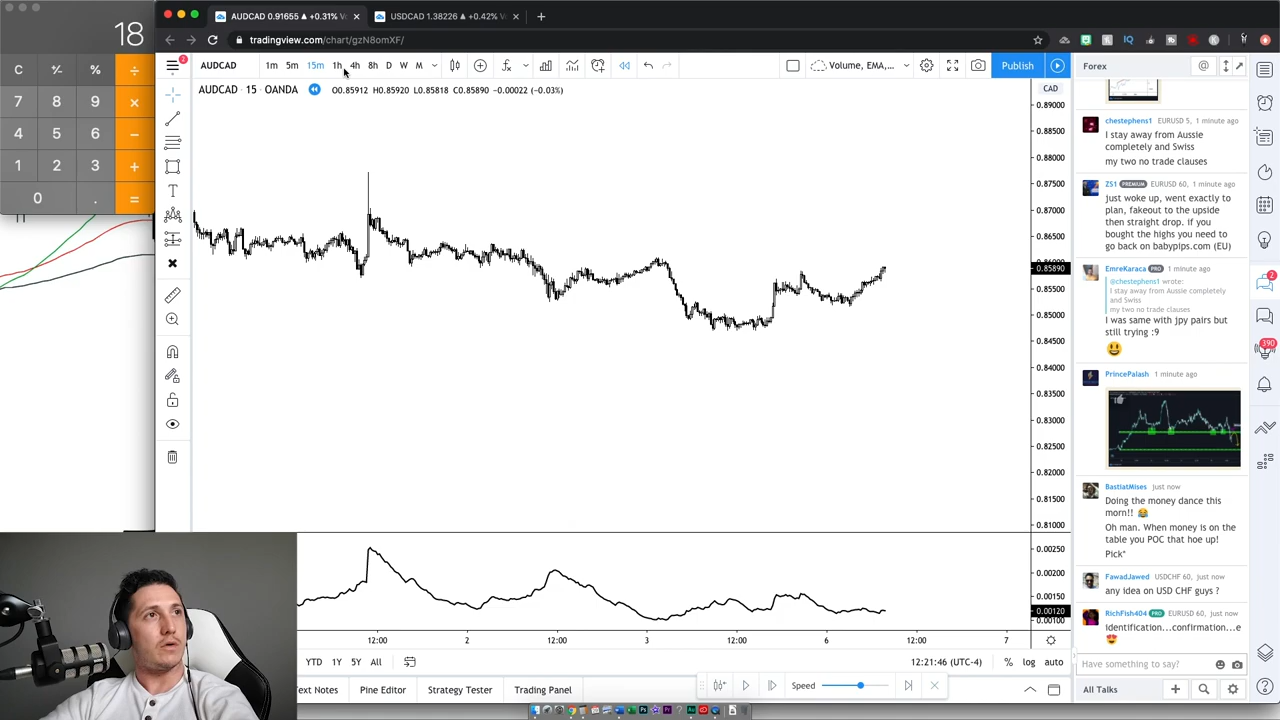 18
C
⁺∕₋
%
÷
7
8
9
×
4
5
6
−
1
2
3
+
0
.
=
AUDCAD 0.91655 ▲ +0.31%
USDCAD 1.38226 ▲ +0.42%
tradingview.com/chart/gzN8omXF/
2
AUDCAD
1m 5m 15m 1h 4h 8h D W M
Volume, EMA,...
Publish
AUDCAD · 15 · OANDA
O0.85912 H0.85920 L0.85818 C0.85890 −0.00022 (−0.03%)
CAD
0.89000
0.88500
0.88000
0.87500
0.87000
0.86500
0.85890
0.85500
0.85000
0.84500
0.84000
0.83500
0.83000
0.82500
0.82000
0.81500
0.81000
0.00250
0.00200
0.00150
0.00120
0.00100
12:00
2
12:00
3
12:00
6
12:00
7
YTD 1Y 5Y All
12:21:46 (UTC-4)
% log auto
Text Notes
Pine Editor
Strategy Tester
Trading Panel
Speed
Forex
@
chestephens1 EURUSD 5, 1 minute ago
I stay away from Aussie
completely and Swiss
my two no trade clauses
ZS1 PREMIUM EURUSD 60, 1 minute ago
just woke up, went exactly to
plan, fakeout to the upside
then straight drop. if you
bought the highs you need to
go back on babypips.com (EU)
EmreKaraca PRO 1 minute ago
@chestephens1 wrote:
I stay away from Aussie completely
and Swiss
my two no trade clauses
I was same with jpy pairs but
still trying :9
PrincePalash 1 minute ago
BastiatMises just now
Doing the money dance this
morn!! 😂
Oh man. When money is on the
table you POC that hoe up!
Pick*
FawadJawed USDCHF 60, just now
any idea on USD CHF guys ?
RichFish404 PRO EURUSD 60, just now
identification...confirmation...e
Have something to say?
All Talks
2
390